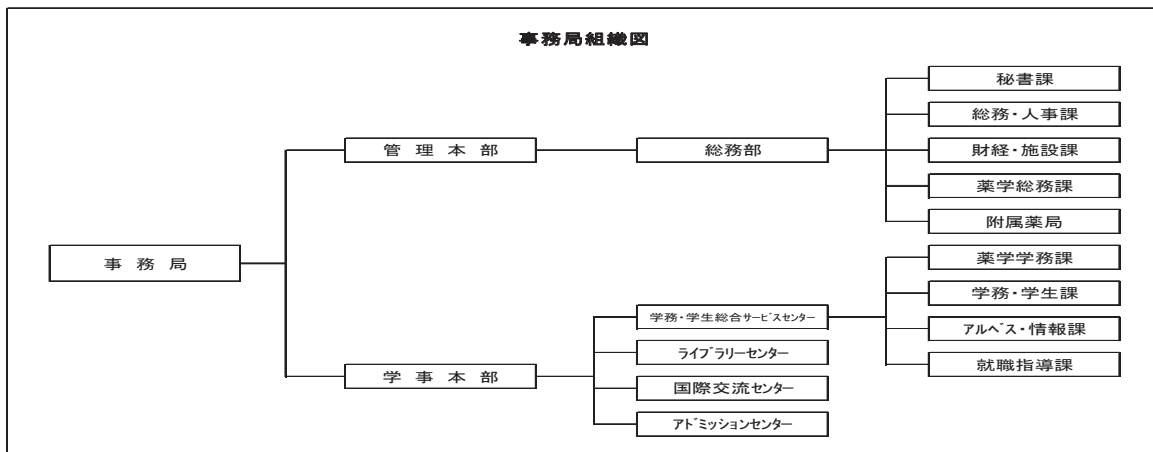 事務局組織図
事務局
管理本部
総務部
秘書課
総務・人事課
財経・施設課
薬学総務課
附属薬局
学事本部
学務・学生総合サービスセンター
ライブラリーセンター
国際交流センター
アドミッションセンター
薬学学務課
学務・学生課
アルベス・情報課
就職指導課